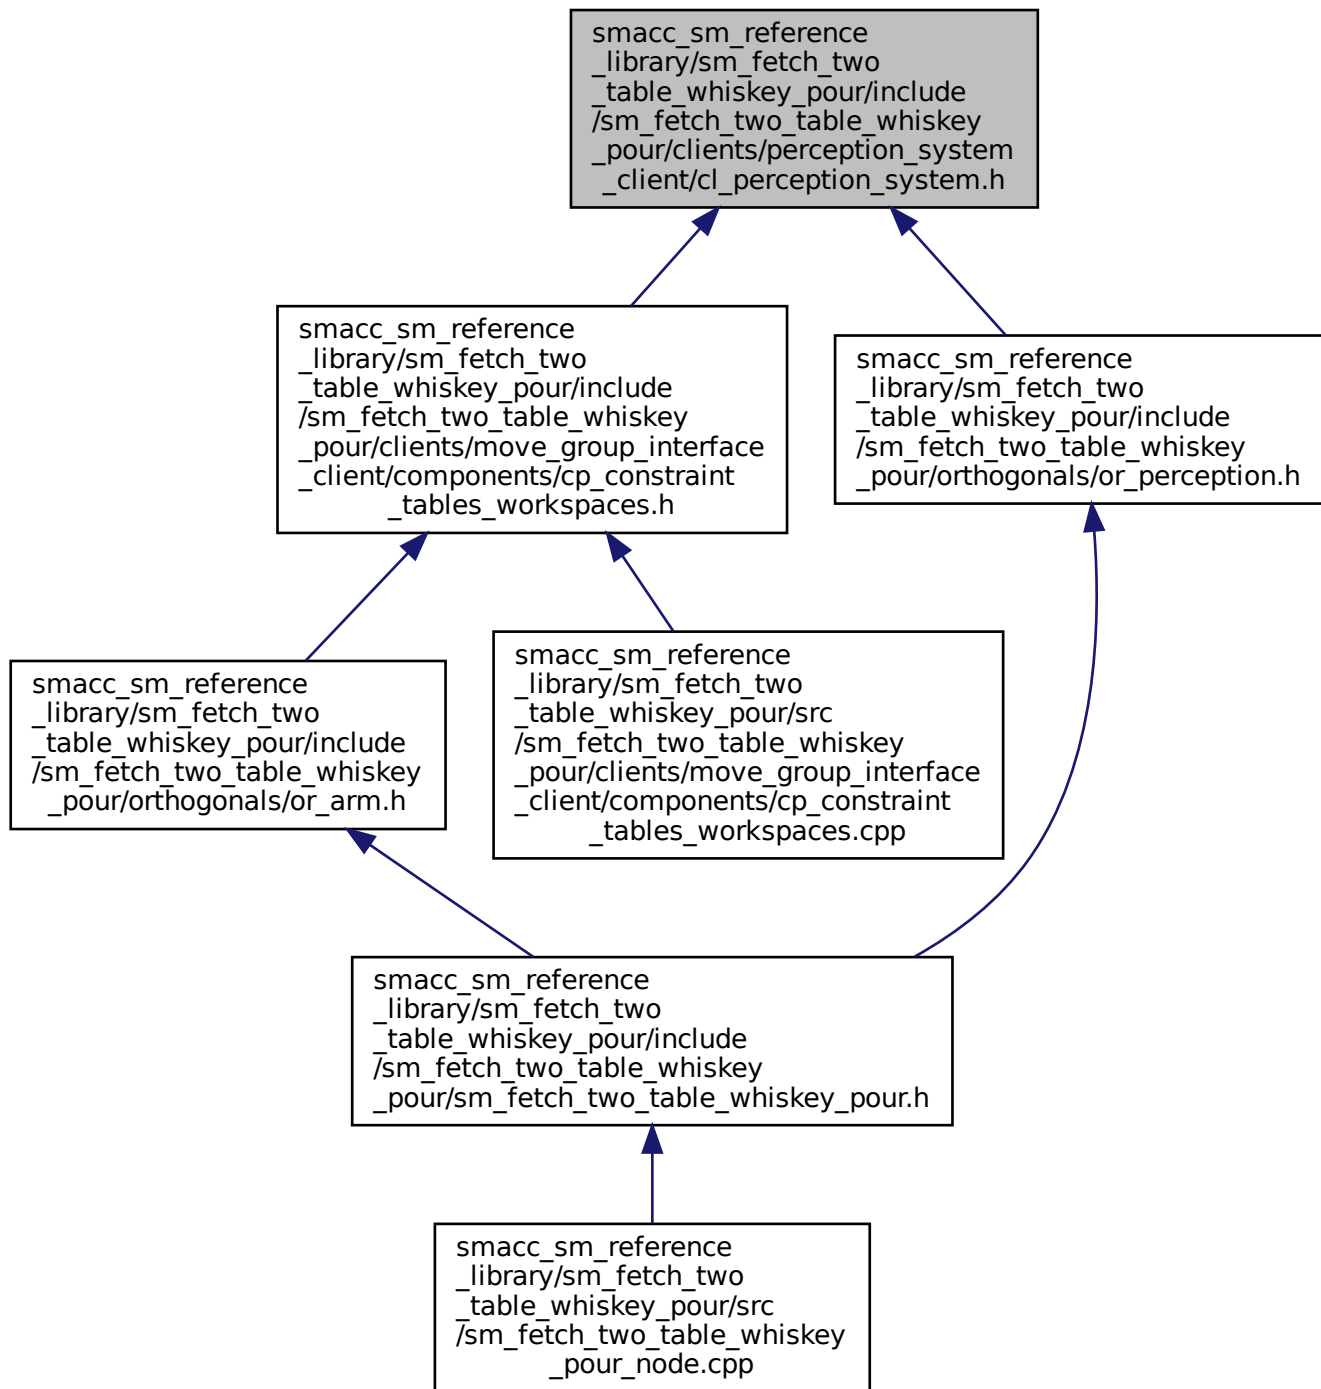 smacc_sm_reference
_library/sm_fetch_two
_table_whiskey_pour/include
/sm_fetch_two_table_whiskey
_pour/clients/perception_system
_client/cl_perception_system.h
smacc_sm_reference
_library/sm_fetch_two
_table_whiskey_pour/include
/sm_fetch_two_table_whiskey
_pour/clients/move_group_interface
_client/components/cp_constraint
_tables_workspaces.h
smacc_sm_reference
_library/sm_fetch_two
_table_whiskey_pour/include
/sm_fetch_two_table_whiskey
_pour/orthogonals/or_perception.h
smacc_sm_reference
_library/sm_fetch_two
_table_whiskey_pour/include
/sm_fetch_two_table_whiskey
_pour/orthogonals/or_arm.h
smacc_sm_reference
_library/sm_fetch_two
_table_whiskey_pour/src
/sm_fetch_two_table_whiskey
_pour/clients/move_group_interface
_client/components/cp_constraint
_tables_workspaces.cpp
smacc_sm_reference
_library/sm_fetch_two
_table_whiskey_pour/include
/sm_fetch_two_table_whiskey
_pour/sm_fetch_two_table_whiskey_pour.h
smacc_sm_reference
_library/sm_fetch_two
_table_whiskey_pour/src
/sm_fetch_two_table_whiskey
_pour_node.cpp